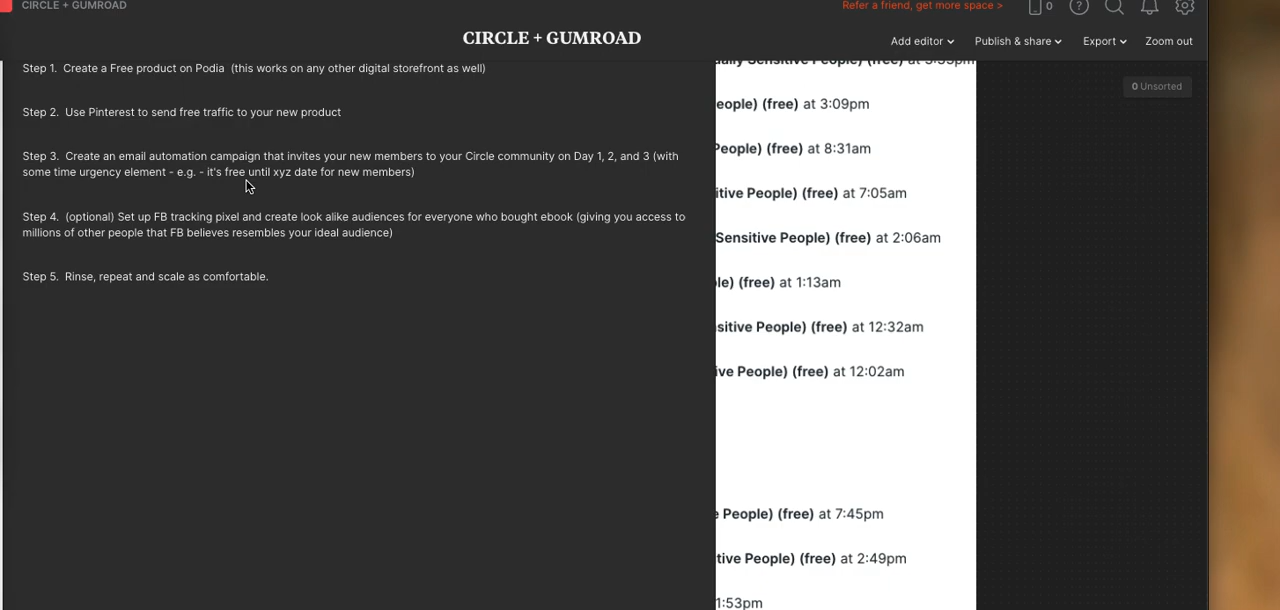 CIRCLE + GUMROAD
Refer a friend, get more space >
0
CIRCLE + GUMROAD
Add editor
Publish & share
Export
Zoom out
0 Unsorted
Step 1.  Create a Free product on Podia  (this works on any other digital storefront as well)
Step 2.  Use Pinterest to send free traffic to your new product
Step 3.  Create an email automation campaign that invites your new members to your Circle community on Day 1, 2, and 3 (with
some time urgency element - e.g. - it's free until xyz date for new members)
Step 4.  (optional) Set up FB tracking pixel and create look alike audiences for everyone who bought ebook (giving you access to
millions of other people that FB believes resembles your ideal audience)
Step 5.  Rinse, repeat and scale as comfortable.
Sensitive People) (free) at
eople) (free) at 3:09pm
People) (free) at 8:31am
itive People) (free) at 7:05am
Sensitive People) (free) at 2:06am
ple) (free) at 1:13am
nsitive People) (free) at 12:32am
ive People) (free) at 12:02am
e People) (free) at 7:45pm
itive People) (free) at 2:49pm
1:53pm